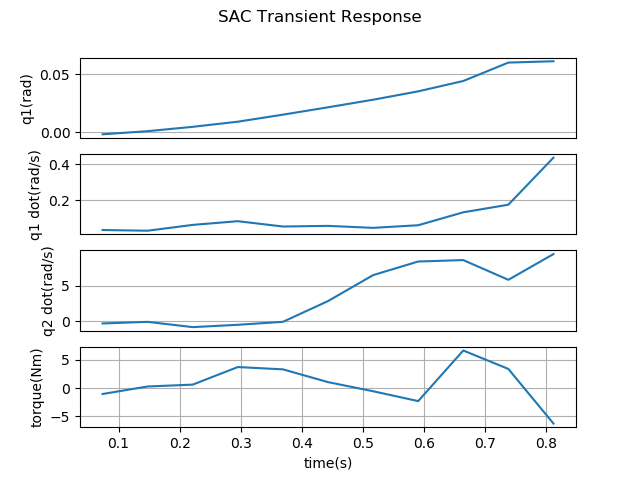 SAC Transient Response
q1(rad)
0.05
0.00
q1 dot(rad/s)
0.4
0.2
q2 dot(rad/s)
5
0
torque(Nm)
5
0
−5
0.1 0.2 0.3 0.4 0.5 0.6 0.7 0.8
time(s)